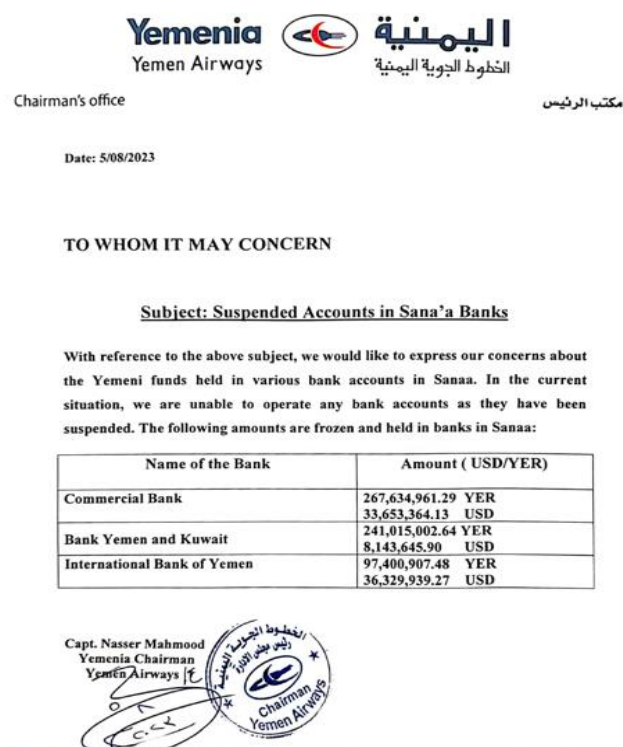 Yemenia اليمنية
Yemen Airways الخطوط الجوية اليمنية
Chairman's office مكتب الرئيس
Date: 5/08/2023
TO WHOM IT MAY CONCERN
Subject: Suspended Accounts in Sana'a Banks
With reference to the above subject, we would like to express our concerns about
the Yemeni funds held in various bank accounts in Sanaa. In the current
situation, we are unable to operate any bank accounts as they have been
suspended. The following amounts are frozen and held in banks in Sanaa:
Name of the Bank Amount ( USD/YER)
Commercial Bank 267,634,961.29 YER
33,653,364.13 USD
Bank Yemen and Kuwait 241,015,002.64 YER
8,143,645.90 USD
International Bank of Yemen 97,400,907.48 YER
36,329,939.27 USD
Capt. Nasser Mahmood
Yemenia Chairman
Yemen Airways
الخطوط الجوية اليمنية
رئيس مجلس الادارة
Chairman
Yemen Airways